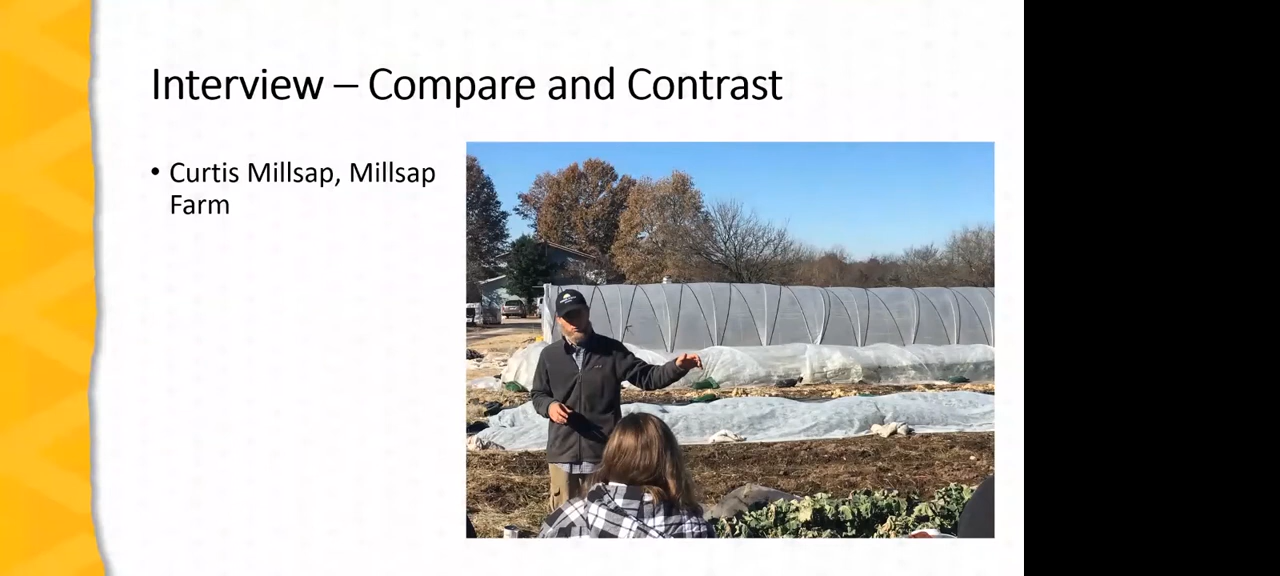 Interview – Compare and Contrast
• Curtis Millsap, Millsap
Farm